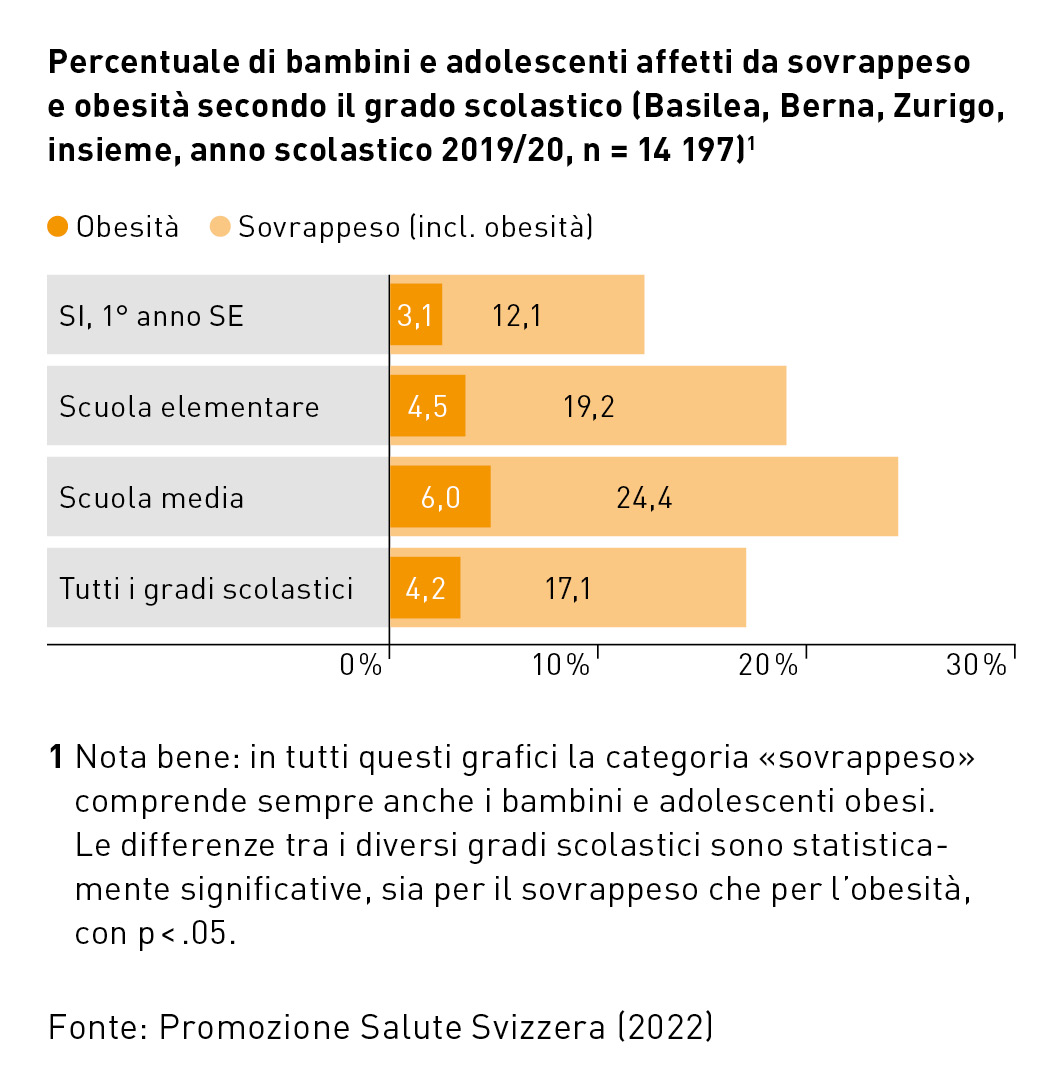 Percentuale di bambini e adolescenti affetti da sovrappeso
e obesità secondo il grado scolastico (Basilea, Berna, Zurigo,
insieme, anno scolastico 2019/20, n = 14 197)¹
Obesità Sovrappeso (incl. obesità)
SI, 1° anno SE 3,1 12,1
Scuola elementare 4,5 19,2
Scuola media 6,0 24,4
Tutti i gradi scolastici 4,2 17,1
0% 10% 20% 30%
1 Nota bene: in tutti questi grafici la categoria «sovrappeso»
comprende sempre anche i bambini e adolescenti obesi.
Le differenze tra i diversi gradi scolastici sono statistica-
mente significative, sia per il sovrappeso che per l’obesità,
con p < .05.
Fonte: Promozione Salute Svizzera (2022)